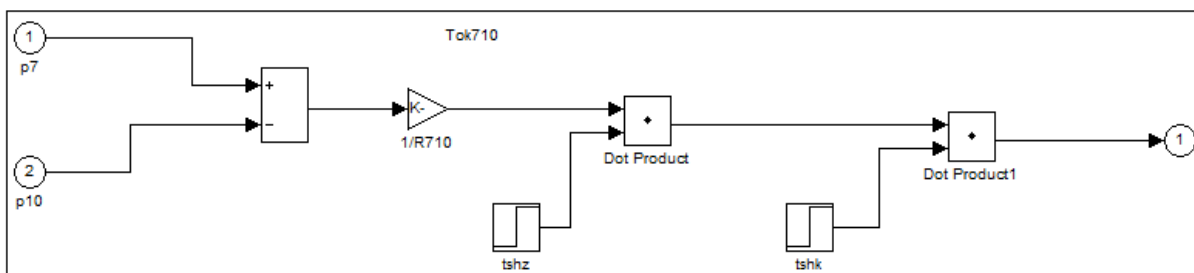 Tok710
1
p7
+
−
K-
1/R710
Dot Product
Dot Product1
1
2
p10
tshz
tshk